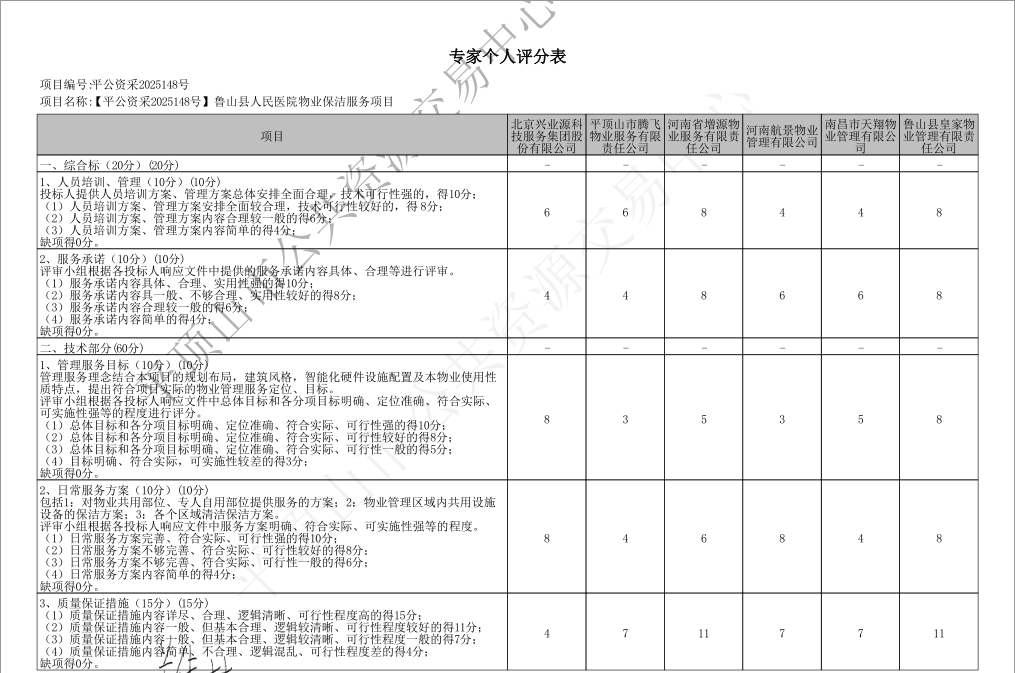 专家个人评分表
项目编号:平公资采2025148号
项目名称:【平公资采2025148号】鲁山县人民医院物业保洁服务项目
项目 北京兴业源科技服务集团股份有限公司 平顶山市腾飞物业服务有限责任公司 河南省增源物业服务有限责任公司 河南航景物业管理有限公司 南昌市天翔物业管理有限公司 鲁山县皇家物业管理有限责任公司
一、综合标（20分）(20分) － － － － － －
1、人员培训、管理（10分）(10分)
投标人提供人员培训方案、管理方案总体安排全面合理，技术可行性强的，得10分；
（1）人员培训方案、管理方案安排全面较合理，技术可行性较好的，得 8分；
（2）人员培训方案、管理方案内容合理较一般的得6分；
（3）人员培训方案、管理方案内容简单的得4分；
缺项得0分。
6 6 8 4 4 8
2、服务承诺（10分）(10分)
评审小组根据各投标人响应文件中提供的服务承诺内容具体、合理等进行评审。
（1）服务承诺内容具体、合理、实用性强的得10分；
（2）服务承诺内容具一般、不够合理、实用性较好的得8分；
（3）服务承诺内容合理较一般的得6分；
（4）服务承诺内容简单的得4分；
缺项得0分。
4 4 8 6 6 8
二、技术部分(60分) － － － － － －
1、管理服务目标（10分）(10分)
管理服务理念结合本项目的规划布局，建筑风格，智能化硬件设施配置及本物业使用性
质特点，提出符合项目实际的物业管理服务定位、目标。
评审小组根据各投标人响应文件中总体目标和各分项目标明确、定位准确、符合实际、
可实施性强等的程度进行评分。
（1）总体目标和各分项目标明确、定位准确、符合实际、可行性强的得10分；
（2）总体目标和各分项目标明确、定位准确、符合实际、可行性较好的得8分；
（3）总体目标和各分项目标明确、定位准确、符合实际、可行性一般的得5分；
（4）目标明确、符合实际，可实施性较差的得3分；
缺项得0分。
8 3 5 3 5 8
2、日常服务方案（10分）(10分)
包括1：对物业共用部位、专人自用部位提供服务的方案；2：物业管理区域内共用设施
设备的保洁方案；3：各个区域清洁保洁方案。
评审小组根据各投标人响应文件中服务方案明确、符合实际、可实施性强等的程度。
（1）日常服务方案完善、符合实际、可行性强的得10分；
（2）日常服务方案不够完善、符合实际、可行性较好的得8分；
（3）日常服务方案不够完善、符合实际、可行性一般的得6分；
（4）日常服务方案内容简单的得4分；
缺项得0分。
8 4 6 8 4 8
3、质量保证措施（15分）(15分)
（1）质量保证措施内容详尽、合理、逻辑清晰、可行性程度高的得15分；
（2）质量保证措施内容一般、但基本合理、逻辑较清晰、可行性程度较好的得11分；
（3）质量保证措施内容一般、但基本合理、逻辑较清晰、可行性程度一般的得7分；
（4）质量保证措施内容简单、不合理、逻辑混乱、可行性程度差的得4分；
缺项得0分。
4 7 11 7 7 11
平顶山市公共资源交易中心
平顶山市公共资源交易中心